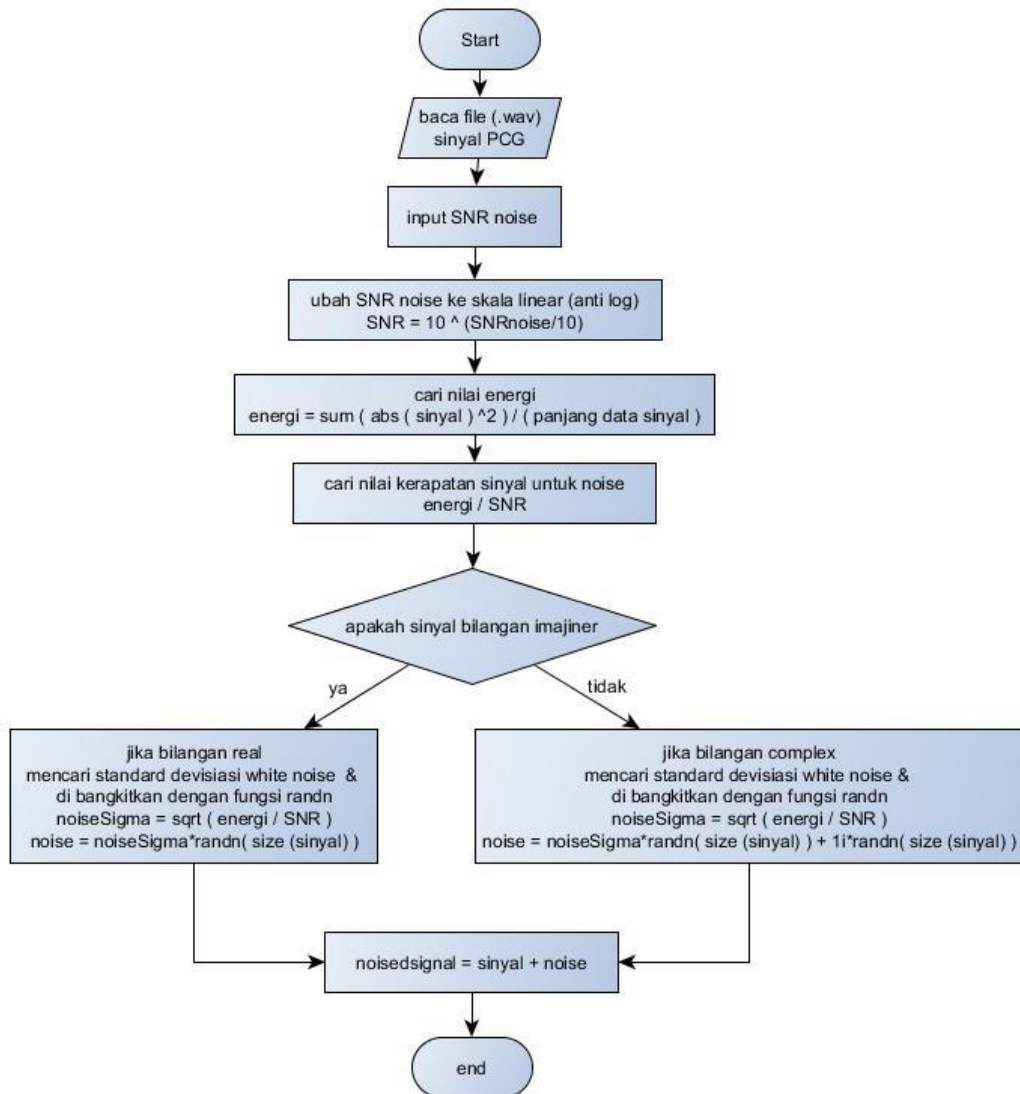 Start
baca file (.wav)
sinyal PCG
input SNR noise
ubah SNR noise ke skala linear (anti log)
SNR = 10 ^ (SNRnoise/10)
cari nilai energi
energi = sum ( abs ( sinyal ) ^2 ) / ( panjang data sinyal )
cari nilai kerapatan sinyal untuk noise
energi / SNR
apakah sinyal bilangan imajiner
ya
tidak
jika bilangan real
mencari standard devisiasi white noise &
di bangkitkan dengan fungsi randn
noiseSigma = sqrt ( energi / SNR )
noise = noiseSigma*randn( size (sinyal) )
jika bilangan complex
mencari standard devisiasi white noise &
di bangkitkan dengan fungsi randn
noiseSigma = sqrt ( energi / SNR )
noise = noiseSigma*randn( size (sinyal) ) + 1i*randn( size (sinyal) )
noisedsignal = sinyal + noise
end